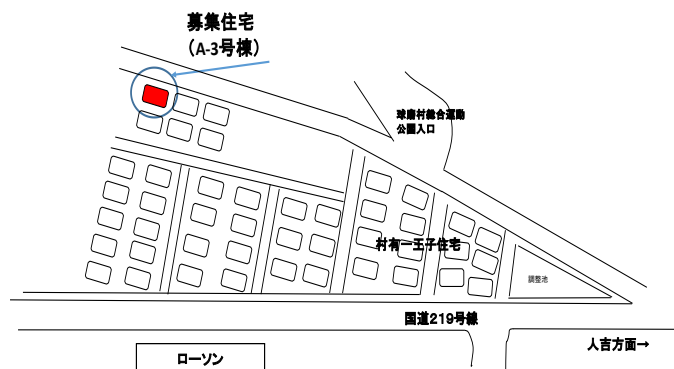 募集住宅
（A-3号棟）
球磨村総合運動
公園入口
村有一王子住宅
調整池
国道219号線
人吉方面→
ローソン